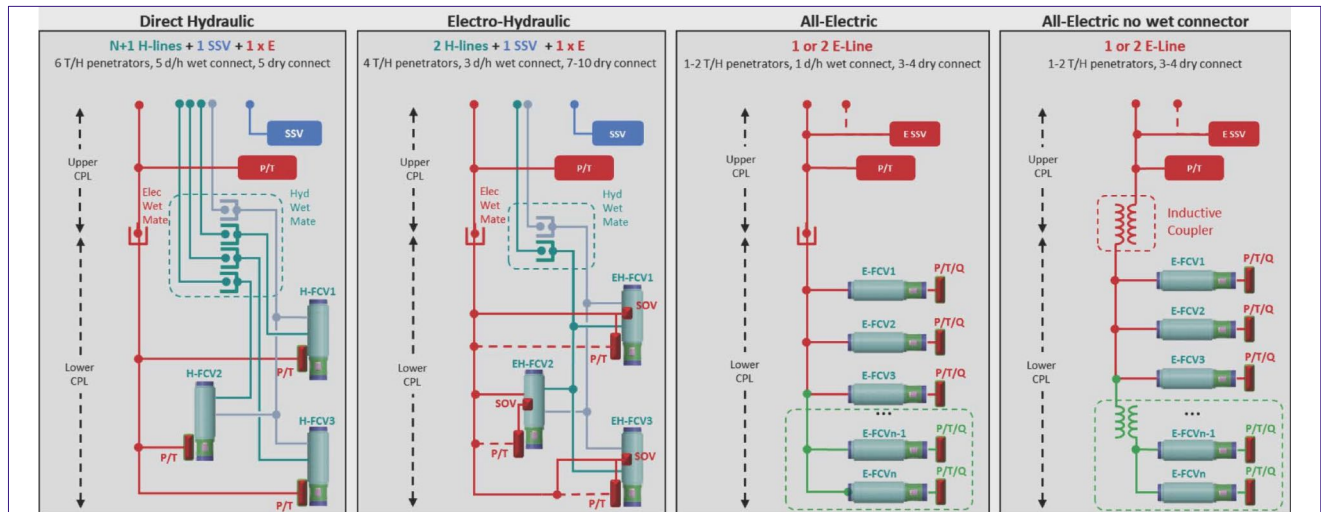 Direct Hydraulic
N+1 H-lines + 1 SSV + 1 x E
6 T/H penetrators, 5 d/h wet connect, 5 dry connect
SSV
P/T
Upper
CPL
Elec
Wet
Mate
Hyd
Wet
Mate
H-FCV1
P/T
Lower
CPL
H-FCV2
P/T
H-FCV3
P/T
Electro-Hydraulic
2 H-lines + 1 SSV + 1 x E
4 T/H penetrators, 3 d/h wet connect, 7-10 dry connect
SSV
P/T
Upper
CPL
Elec
Wet
Mate
Hyd
Wet
Mate
EH-FCV1
SOV
P/T
Lower
CPL
EH-FCV2
SOV
P/T
EH-FCV3
SOV
P/T
All-Electric
1 or 2 E-Line
1-2 T/H penetrators, 1 d/h wet connect, 3-4 dry connect
E SSV
P/T
Upper
CPL
E-FCV1
P/T/Q
E-FCV2
P/T/Q
Lower
CPL
E-FCV3
P/T/Q
...
E-FCVn-1
P/T/Q
E-FCVn
P/T/Q
All-Electric no wet connector
1 or 2 E-Line
1-2 T/H penetrators, 3-4 dry connect
E SSV
P/T
Upper
CPL
Inductive
Coupler
E-FCV1
P/T/Q
E-FCV2
P/T/Q
Lower
CPL
E-FCV3
P/T/Q
...
E-FCVn-1
P/T/Q
E-FCVn
P/T/Q